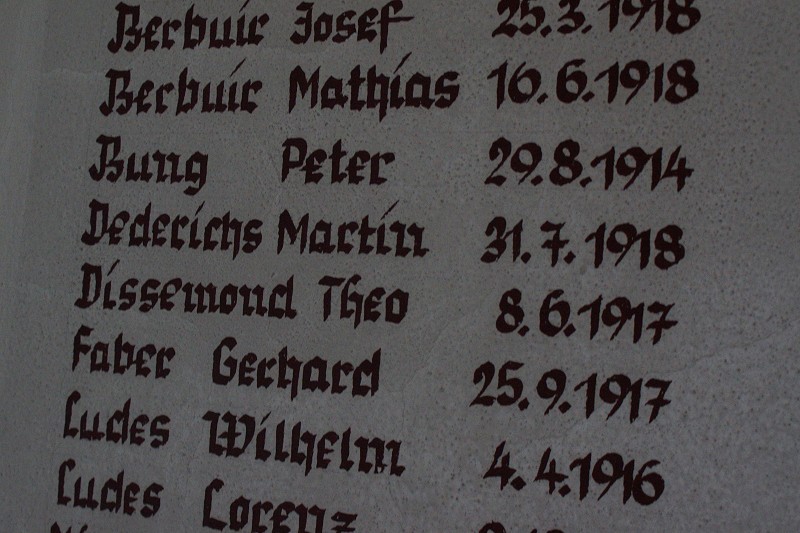 Berbuir Josef 25.3.1918
Berbuir Mathias 16.6.1918
Bung Peter 29.8.1914
Dederichs Martin 31.7.1918
Dissemond Theo 8.6.1917
Faber Gerhard 25.9.1917
Ludes Wilhelm 4.4.1916
Ludes Lorenz